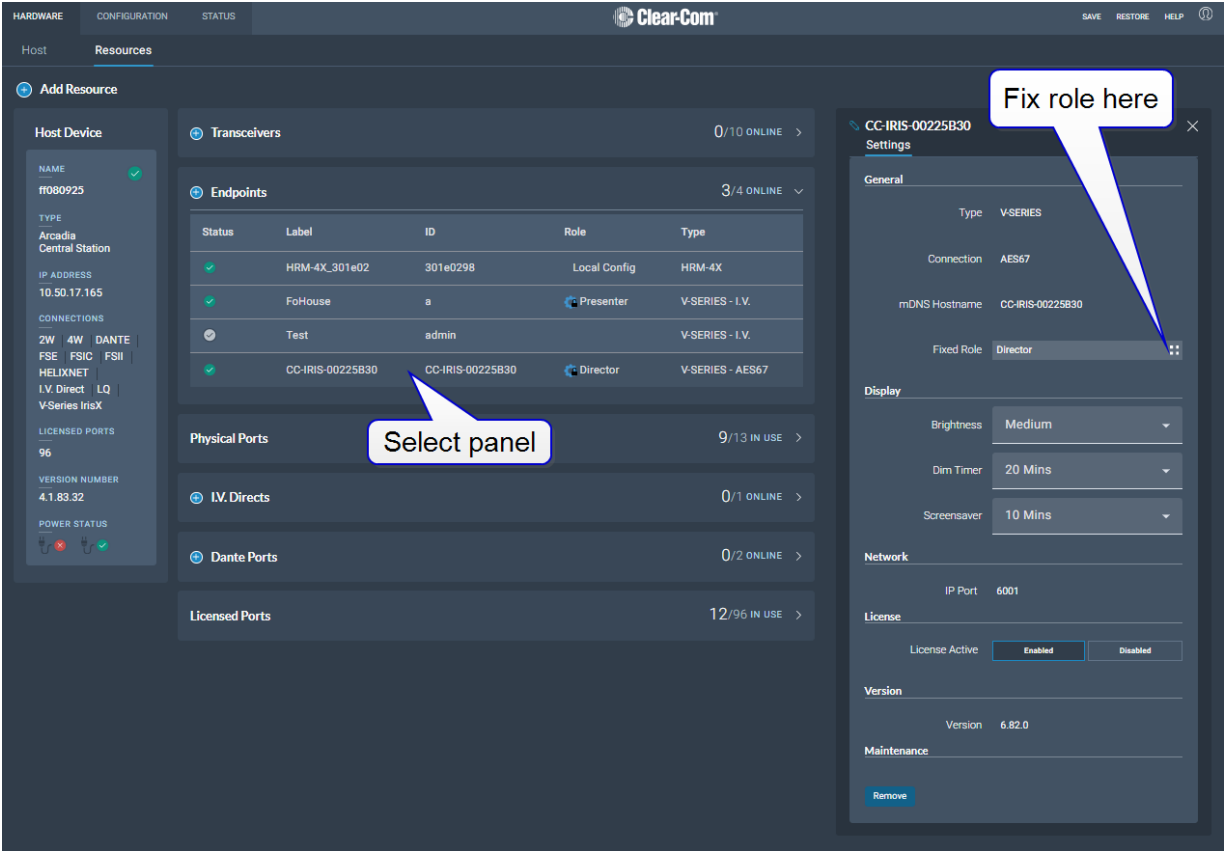 HARDWARE CONFIGURATION STATUS Clear-Com SAVE RESTORE HELP
Host Resources
Add Resource
Fix role here
Host Device
NAME
ff080925
TYPE
Arcadia
Central Station
IP ADDRESS
10.50.17.165
CONNECTIONS
2W | 4W | DANTE
FSE | FSIC | FSII
HELIXNET
I.V. Direct | LQ
V-Series IrisX
LICENSED PORTS
96
VERSION NUMBER
4.1.83.32
POWER STATUS
Transceivers 0/10 ONLINE
Endpoints 3/4 ONLINE
Status Label ID Role Type
HRM-4X_301e02 301e0298 Local Config HRM-4X
FoHouse a Presenter V-SERIES - I.V.
Test admin V-SERIES - I.V.
CC-IRIS-00225B30 CC-IRIS-00225B30 Director V-SERIES - AES67
Select panel
Physical Ports 9/13 IN USE
I.V. Directs 0/1 ONLINE
Dante Ports 0/2 ONLINE
Licensed Ports 12/96 IN USE
CC-IRIS-00225B30
Settings
General
Type V-SERIES
Connection AES67
mDNS Hostname CC-IRIS-00225B30
Fixed Role Director
Display
Brightness Medium
Dim Timer 20 Mins
Screensaver 10 Mins
Network
IP Port 6001
License
License Active Enabled Disabled
Version
Version 6.82.0
Maintenance
Remove